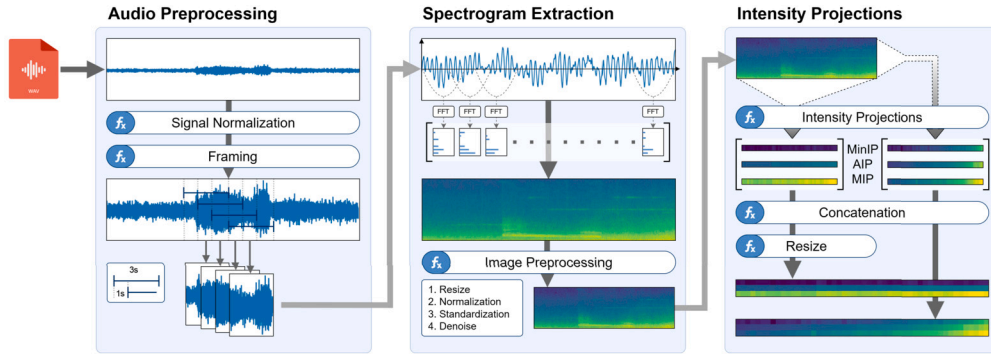 Audio Preprocessing
WAV
fx
Signal Normalization
fx
Framing
3s
1s
Spectrogram Extraction
FFT
FFT
FFT
FFT
fx
Image Preprocessing
1. Resize
2. Normalization
3. Standardization
4. Denoise
Intensity Projections
fx
Intensity Projections
MinIP
AIP
MIP
fx
Concatenation
fx
Resize